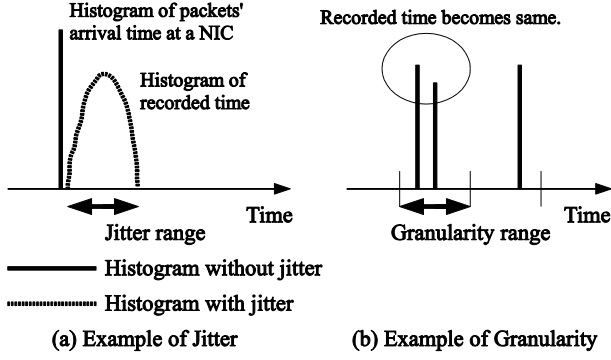 Histogram of packets'
arrival time at a NIC
Histogram of
recorded time
Time
Jitter range
Histogram without jitter
Histogram with jitter
(a) Example of Jitter
Recorded time becomes same.
Time
Granularity range
(b) Example of Granularity